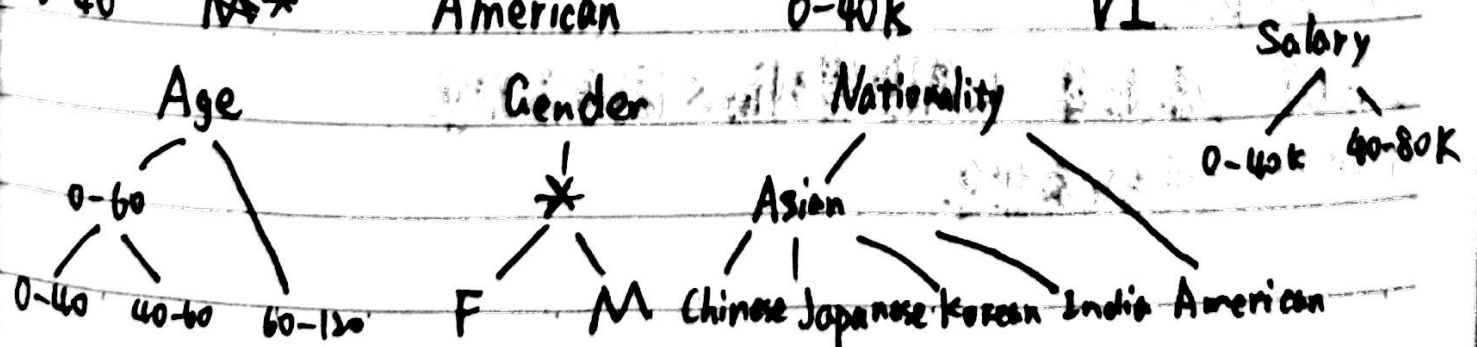 American 0-40k VI
Salary
Age Gender Nationality
0-40k 40-80K
0-60 * Asian
0-40 40-60 60-120 F M Chinese Japanese Korean India American